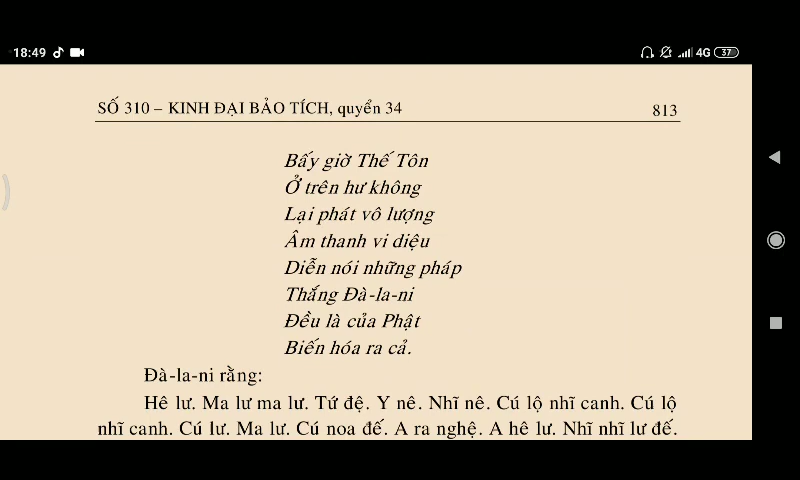 18:49
4G 37
SỐ 310 – KINH ĐẠI BẢO TÍCH, quyển 34 813
Bấy giờ Thế Tôn
Ở trên hư không
Lại phát vô lượng
Âm thanh vi diệu
Diễn nói những pháp
Thắng Đà-la-ni
Đều là của Phật
Biến hóa ra cả.
Đà-la-ni rằng:
Hê lư. Ma lư ma lư. Tứ đệ. Y nê. Nhĩ nê. Cú lộ nhĩ canh. Cú lộ
nhĩ canh. Cú lư. Ma lư. Cú noa đế. A ra nghệ. A hê lư. Nhĩ nhĩ lư đế.